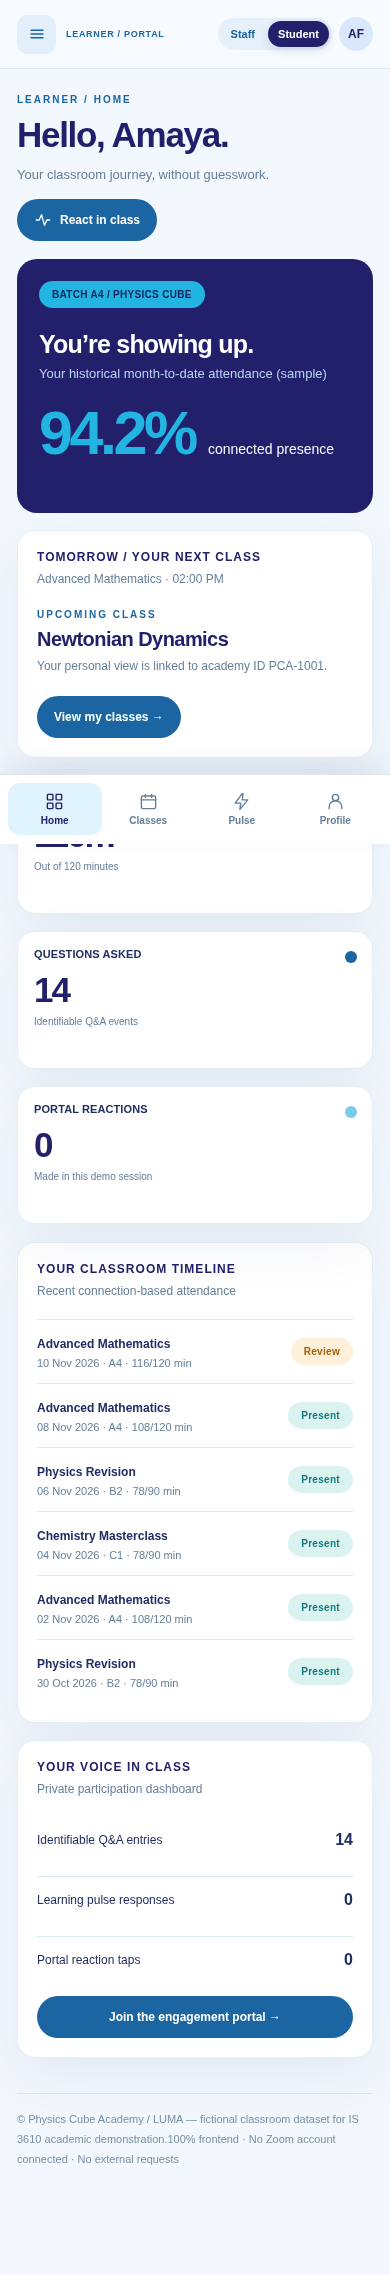 LEARNER / PORTAL
Staff
Student
AF
LEARNER / HOME
Hello, Amaya.
Your classroom journey, without guesswork.
React in class
BATCH A4 / PHYSICS CUBE
You’re showing up.
Your historical month-to-date attendance (sample)
94.2% connected presence
TOMORROW / YOUR NEXT CLASS
Advanced Mathematics · 02:00 PM
UPCOMING CLASS
Newtonian Dynamics
Your personal view is linked to academy ID PCA-1001.
View my classes →
Home
Classes
Pulse
Profile
Out of 120 minutes
QUESTIONS ASKED
14
Identifiable Q&A events
PORTAL REACTIONS
0
Made in this demo session
YOUR CLASSROOM TIMELINE
Recent connection-based attendance
Advanced Mathematics
10 Nov 2026 · A4 · 116/120 min
Review
Advanced Mathematics
08 Nov 2026 · A4 · 108/120 min
Present
Physics Revision
06 Nov 2026 · B2 · 78/90 min
Present
Chemistry Masterclass
04 Nov 2026 · C1 · 78/90 min
Present
Advanced Mathematics
02 Nov 2026 · A4 · 108/120 min
Present
Physics Revision
30 Oct 2026 · B2 · 78/90 min
Present
YOUR VOICE IN CLASS
Private participation dashboard
Identifiable Q&A entries 14
Learning pulse responses 0
Portal reaction taps 0
Join the engagement portal →
© Physics Cube Academy / LUMA — fictional classroom dataset for IS
3610 academic demonstration.100% frontend · No Zoom account
connected · No external requests